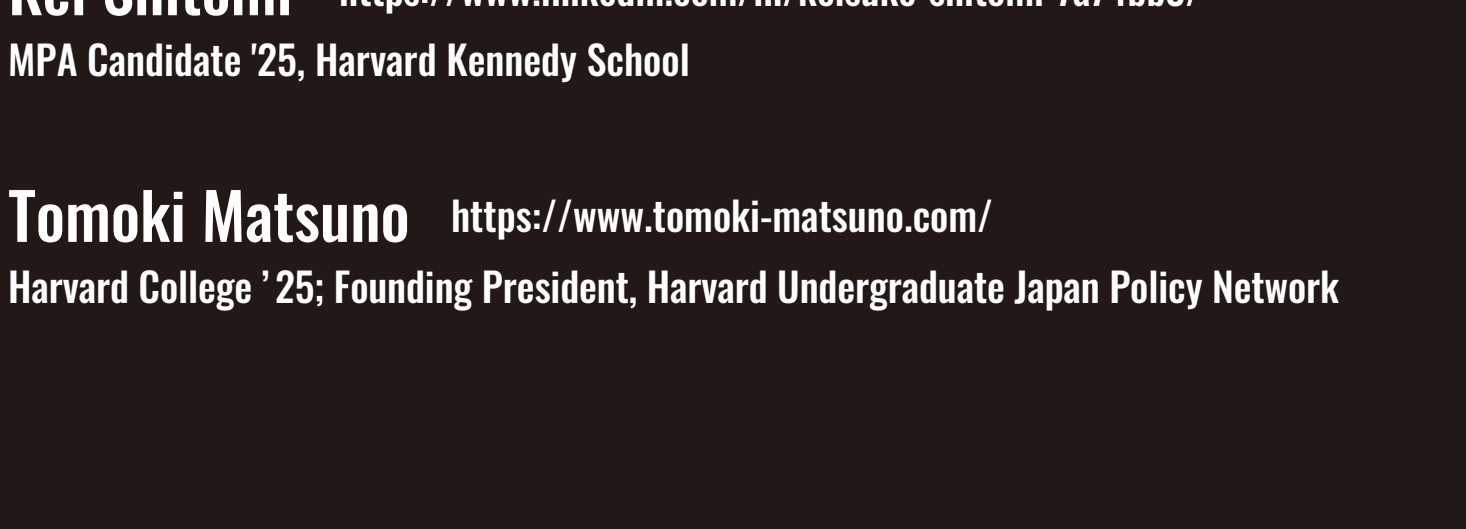 MPA Candidate '25, Harvard Kennedy School
Tomoki Matsuno https://www.tomoki-matsuno.com/
Harvard College ’25; Founding President, Harvard Undergraduate Japan Policy Network